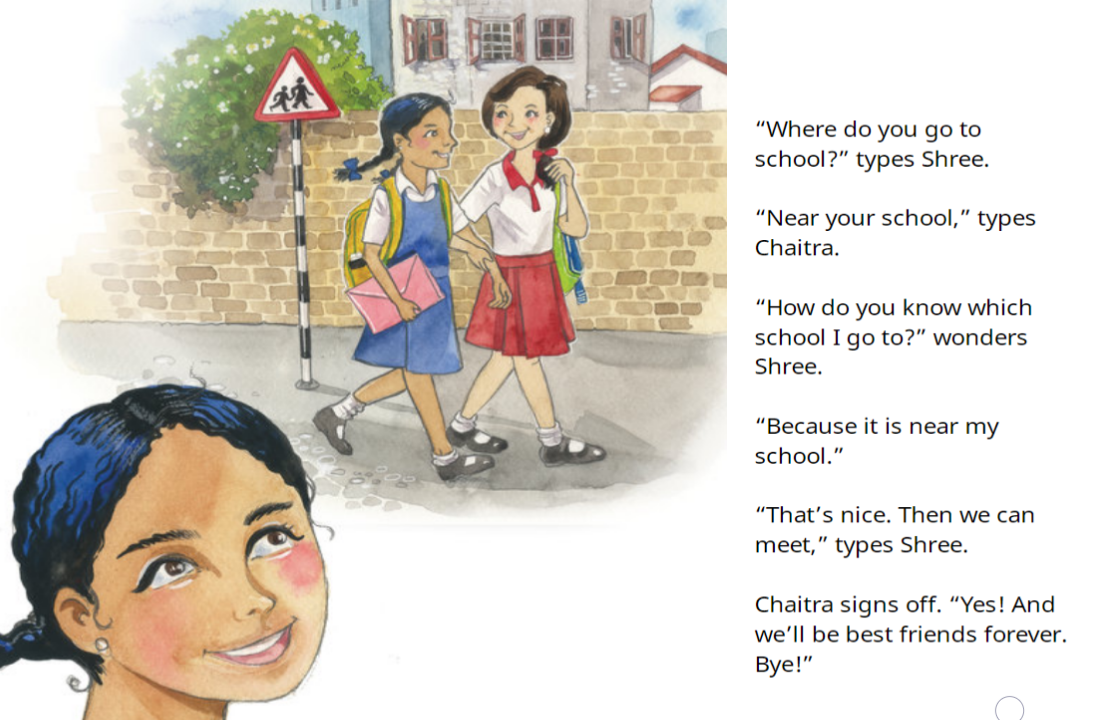 “Where do you go to
school?” types Shree.
“Near your school,” types
Chaitra.
“How do you know which
school I go to?” wonders
Shree.
“Because it is near my
school.”
“That’s nice. Then we can
meet,” types Shree.
Chaitra signs off. “Yes! And
we’ll be best friends forever.
Bye!”